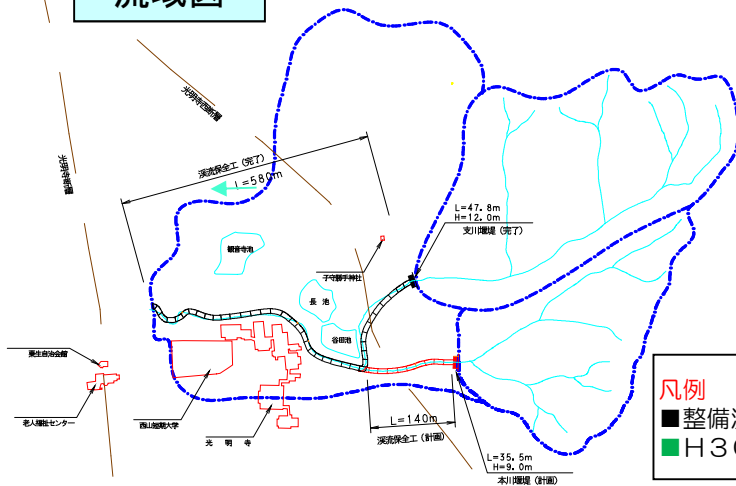 流域図
光明寺西断層
光明寺断層
渓流保全工(完了)
L=580m
L=47.8m
H=12.0m
支川堰堤(完了)
観音寺池
子守勝手神社
長 池
谷田池
粟生自治会館
老人福祉センター
西山短期大学
光 明 寺
L=140m
渓流保全工(計画)
L=35.5m
H=9.0m
本川堰堤(計画)
凡例
■整備
■H30